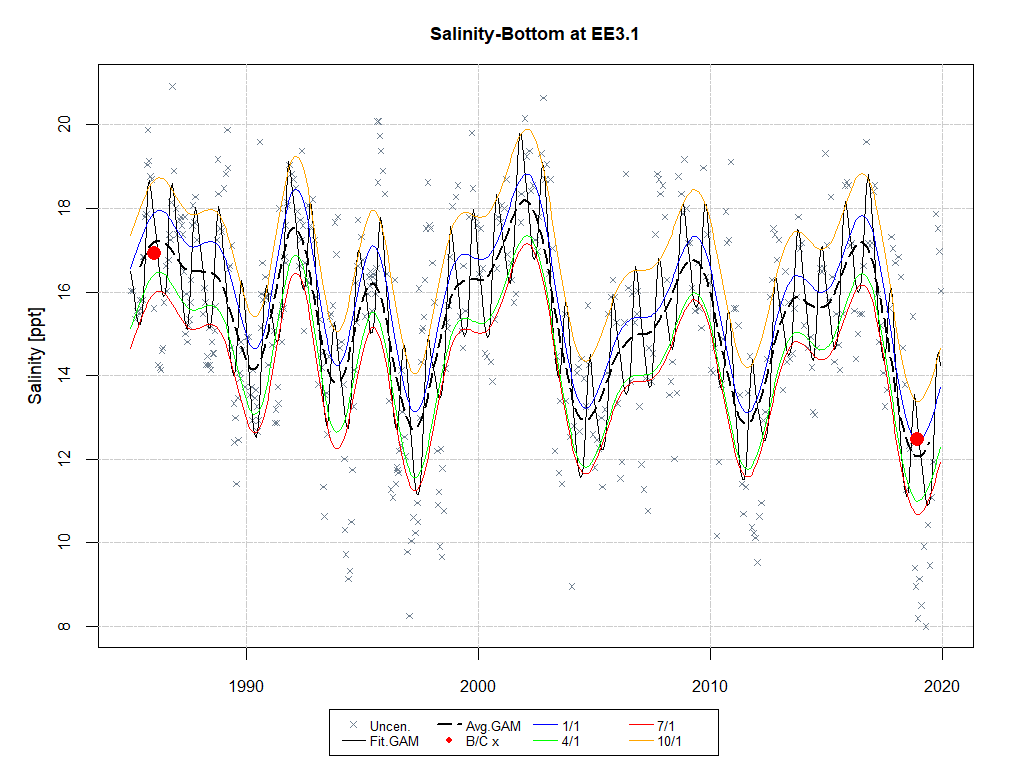 Salinity-Bottom at EE3.1
Salinity [ppt]
20
18
16
14
12
10
8
1990 2000 2010 2020
Uncen. Avg.GAM 1/1 7/1
Fit.GAM B/C x 4/1 10/1